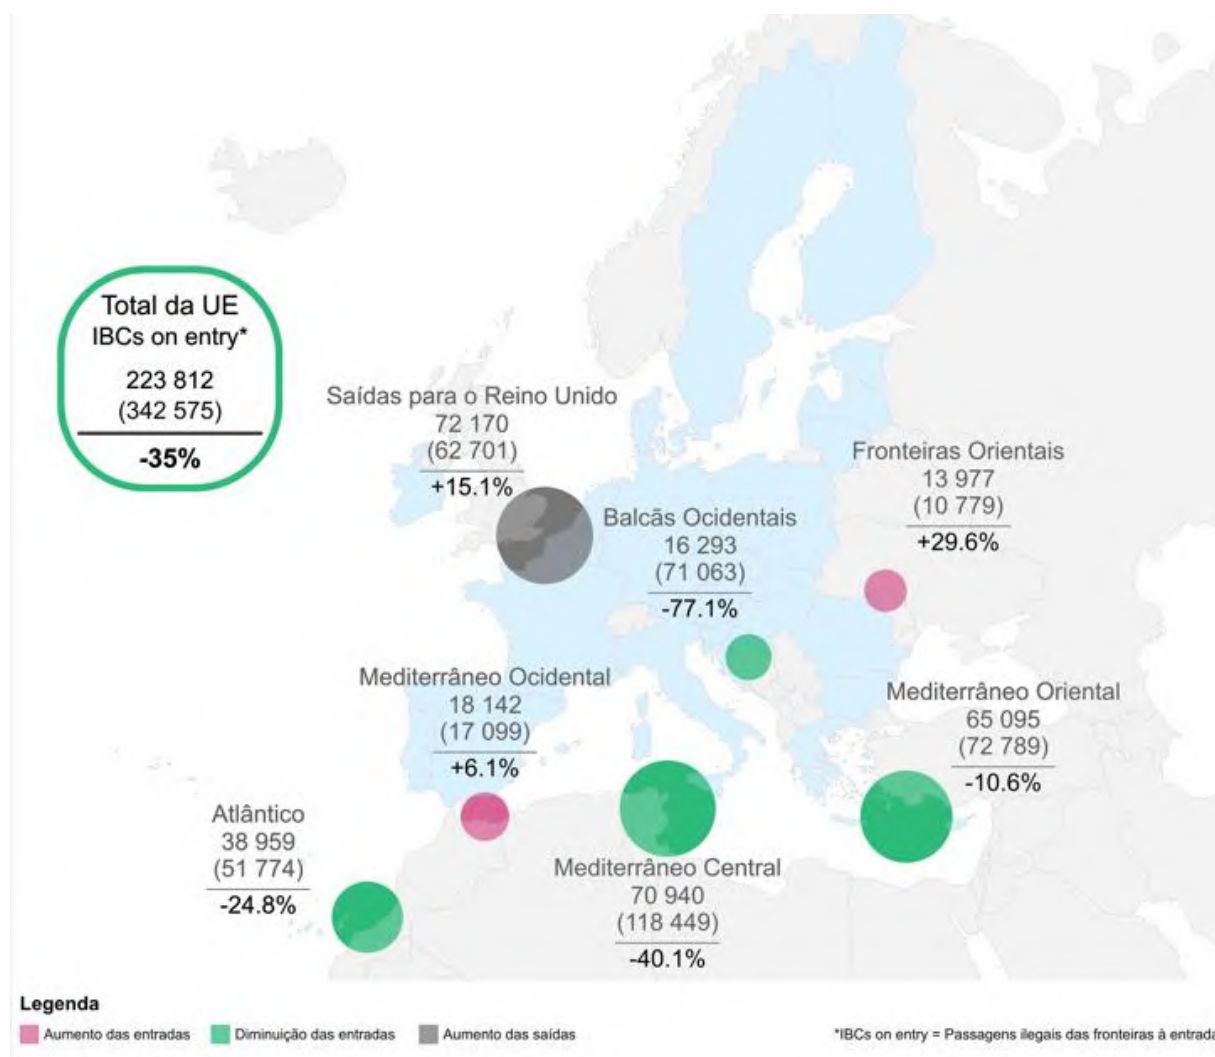 Total da UE
IBCs on entry*
223 812
(342 575)
-35%
Saídas para o Reino Unido
72 170
(62 701)
+15.1%
Fronteiras Orientais
13 977
(10 779)
+29.6%
Balcãs Ocidentais
16 293
(71 063)
-77.1%
Mediterrâneo Ocidental
18 142
(17 099)
+6.1%
Mediterrâneo Oriental
65 095
(72 789)
-10.6%
Atlântico
38 959
(51 774)
-24.8%
Mediterrâneo Central
70 940
(118 449)
-40.1%
Legenda
Aumento das entradas
Diminuição das entradas
Aumento das saídas
*IBCs on entry = Passagens ilegais das fronteiras à entrada